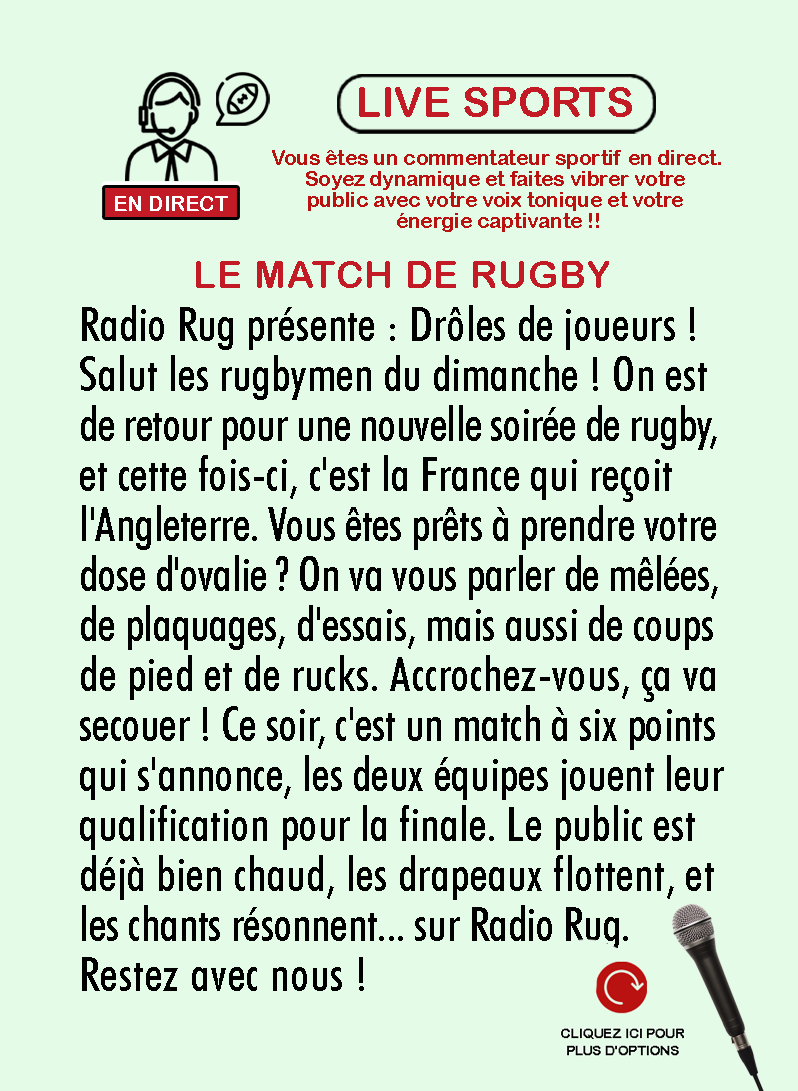 LIVE SPORTS
Vous êtes un commentateur sportif en direct.
Soyez dynamique et faites vibrer votre
public avec votre voix tonique et votre
énergie captivante !!
EN DIRECT
LE MATCH DE RUGBY
Radio Rug présente : Drôles de joueurs !
Salut les rugbymen du dimanche ! On est
de retour pour une nouvelle soirée de rugby,
et cette fois-ci, c'est la France qui reçoit
l'Angleterre. Vous êtes prêts à prendre votre
dose d'ovalie ? On va vous parler de mêlées,
de plaquages, d'essais, mais aussi de coups
de pied et de rucks. Accrochez-vous, ça va
secouer ! Ce soir, c'est un match à six points
qui s'annonce, les deux équipes jouent leur
qualification pour la finale. Le public est
déjà bien chaud, les drapeaux flottent, et
les chants résonnent... sur Radio Rug.
Restez avec nous !
CLIQUEZ ICI POUR
PLUS D'OPTIONS